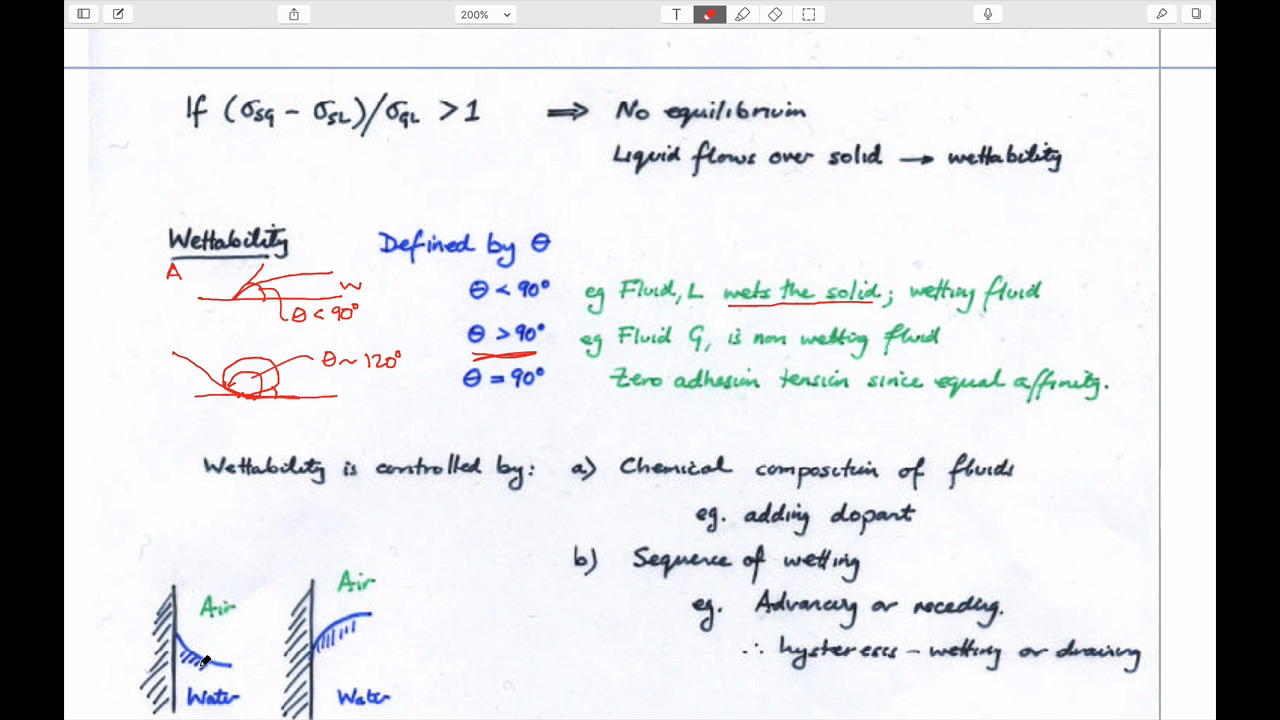 200%
T
If (σSG - σSL)/σGL > 1 ⟹ No equilibrium
Liquid flows over solid → wettability
Wettability Defined by θ
A
W
θ < 90° eg Fluid, L wets the solid; wetting fluid
θ < 90°
θ > 90° eg Fluid G, is non wetting fluid
θ ~ 120°
θ = 90° Zero adhesion tension since equal affinity.
Wettability is controlled by: a) Chemical composition of fluids
eg. adding dopant
b) Sequence of wetting
Air Air
eg. Advancing or receding.
∴ hysteresis - wetting or draining
Water Water